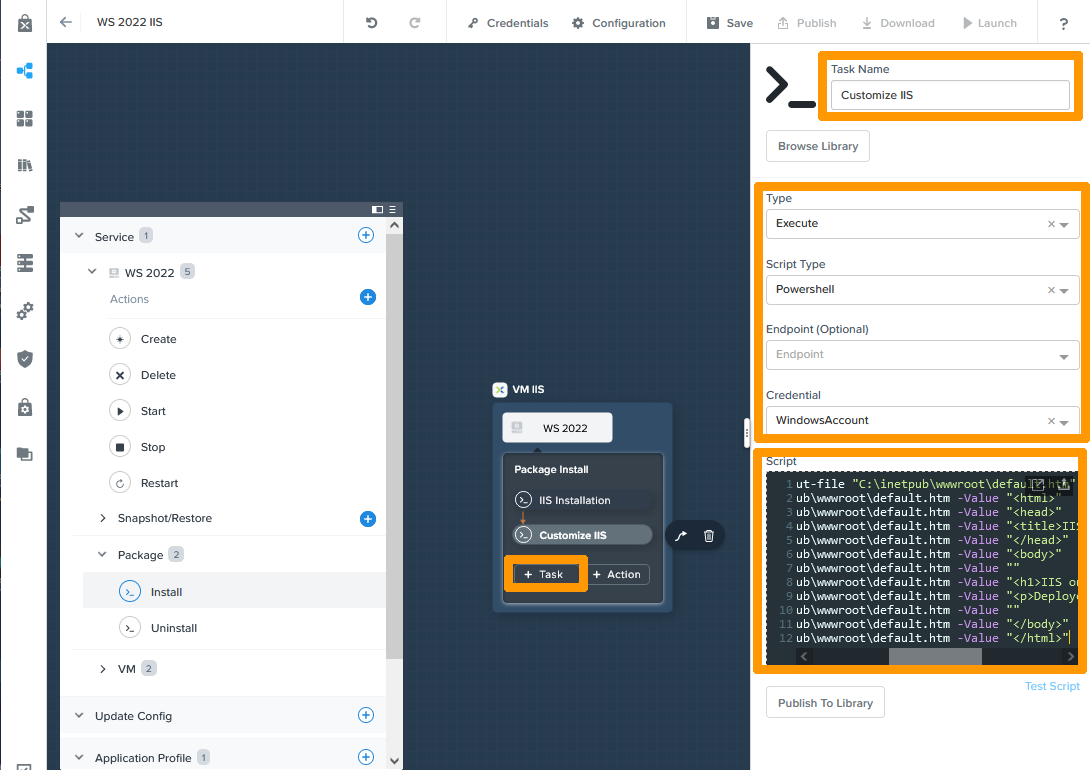 WS 2022 IIS
Credentials
Configuration
Save
Publish
Download
Launch
?
Task Name
Customize IIS
Browse Library
Type
Execute
Script Type
Powershell
Endpoint (Optional)
Endpoint
Credential
WindowsAccount
Script
1 ut-file "C:\inetpub\wwwroot\default.htm"
2 ub\wwwroot\default.htm -Value "<html>"
3 ub\wwwroot\default.htm -Value "<head>"
4 ub\wwwroot\default.htm -Value "<title>IIS
5 ub\wwwroot\default.htm -Value "</head>"
6 ub\wwwroot\default.htm -Value "<body>"
7 ub\wwwroot\default.htm -Value ""
8 ub\wwwroot\default.htm -Value "<h1>IIS on
9 ub\wwwroot\default.htm -Value "<p>Deploye
10 ub\wwwroot\default.htm -Value ""
11 ub\wwwroot\default.htm -Value "</body>"
12 ub\wwwroot\default.htm -Value "</html>"
Test Script
Publish To Library
Service 1
WS 2022 5
Actions
Create
Delete
Start
Stop
Restart
Snapshot/Restore
Package 2
Install
Uninstall
VM 2
Update Config
Application Profile 1
VM IIS
WS 2022
Package Install
IIS Installation
Customize IIS
+ Task
+ Action